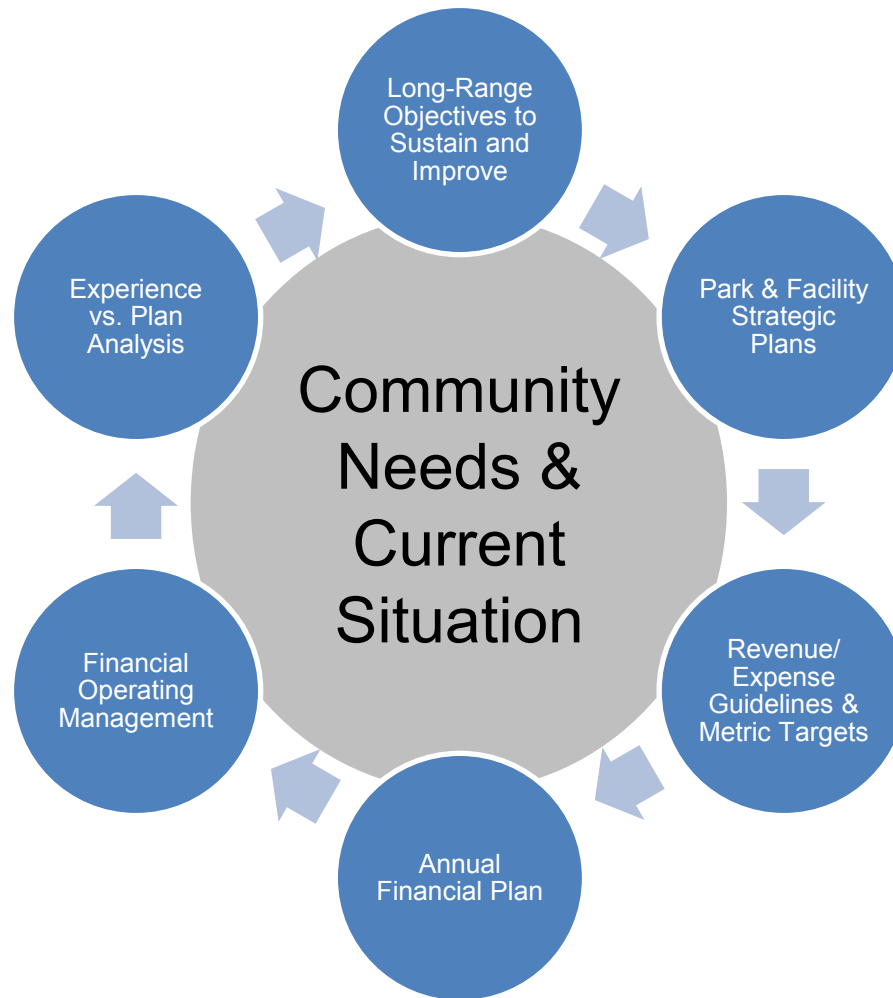 Long-Range
Objectives to
Sustain and
Improve
Park & Facility
Strategic
Plans
Revenue/
Expense
Guidelines &
Metric Targets
Annual
Financial Plan
Financial
Operating
Management
Experience
vs. Plan
Analysis
Community
Needs &
Current
Situation